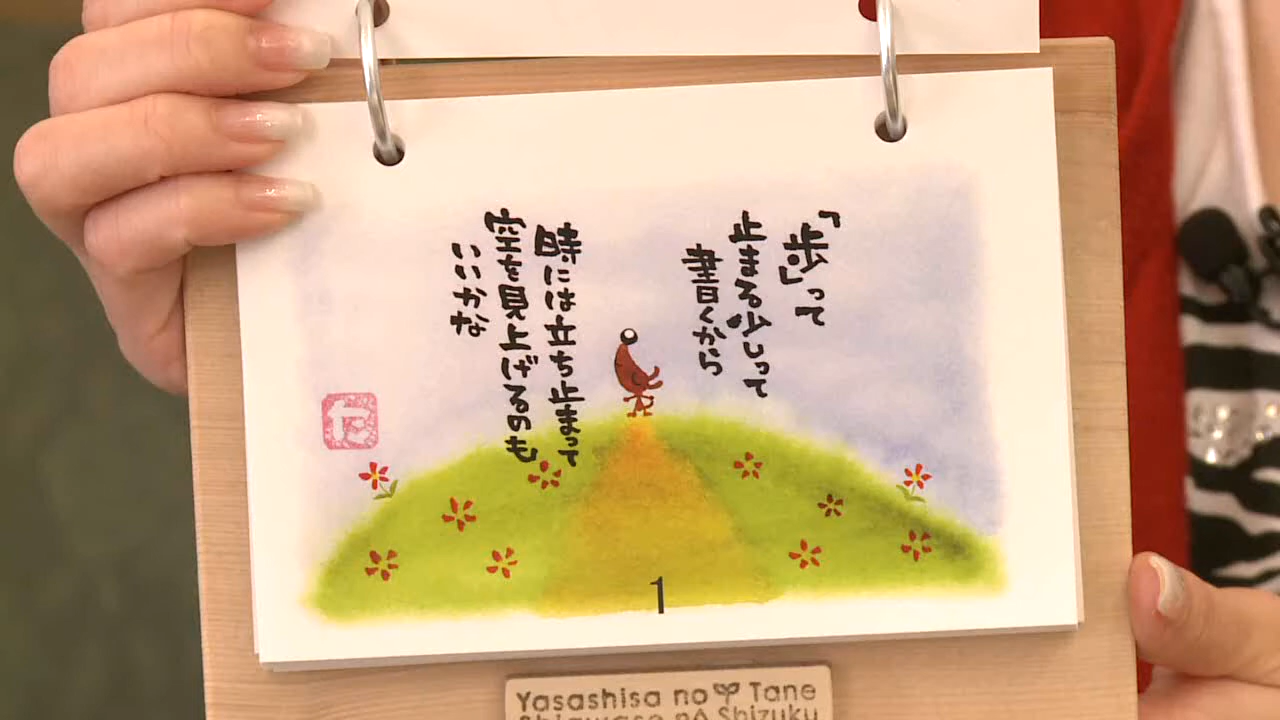 「歩」って
止まる少しって
書くから
時には立ち止まって
空を見上げるのも
いいかな
た
1
Yasashisa no Tane
Shiawase no Shizuku